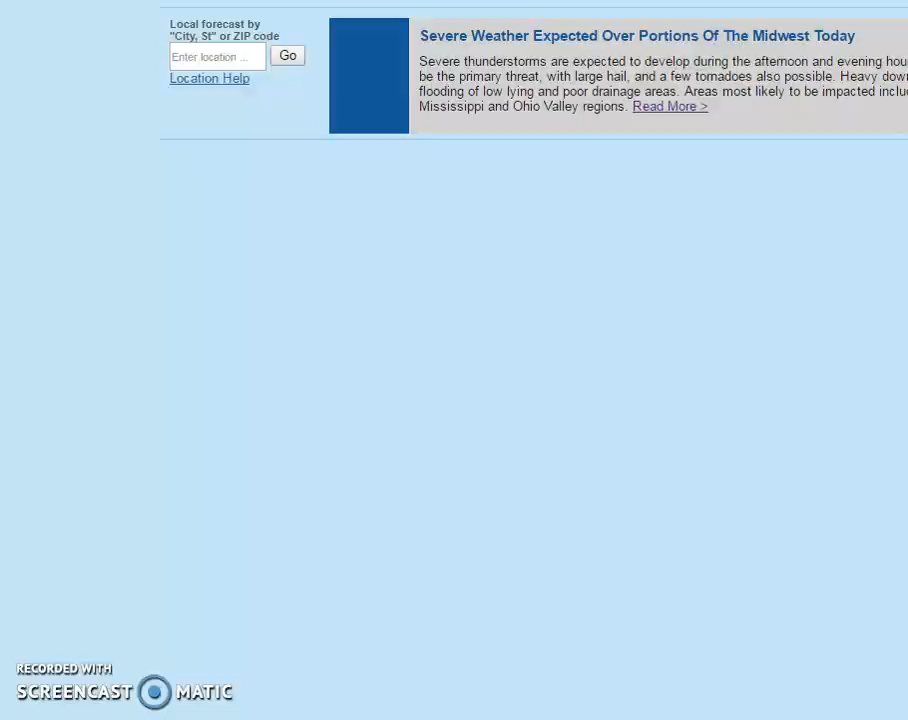 Local forecast by
"City, St" or ZIP code
Enter location ...
Go
Location Help
Severe Weather Expected Over Portions Of The Midwest Today
Severe thunderstorms are expected to develop during the afternoon and evening hou
be the primary threat, with large hail, and a few tornadoes also possible. Heavy dow
flooding of low lying and poor drainage areas. Areas most likely to be impacted inclu
Mississippi and Ohio Valley regions. Read More >
RECORDED WITH
SCREENCAST MATIC